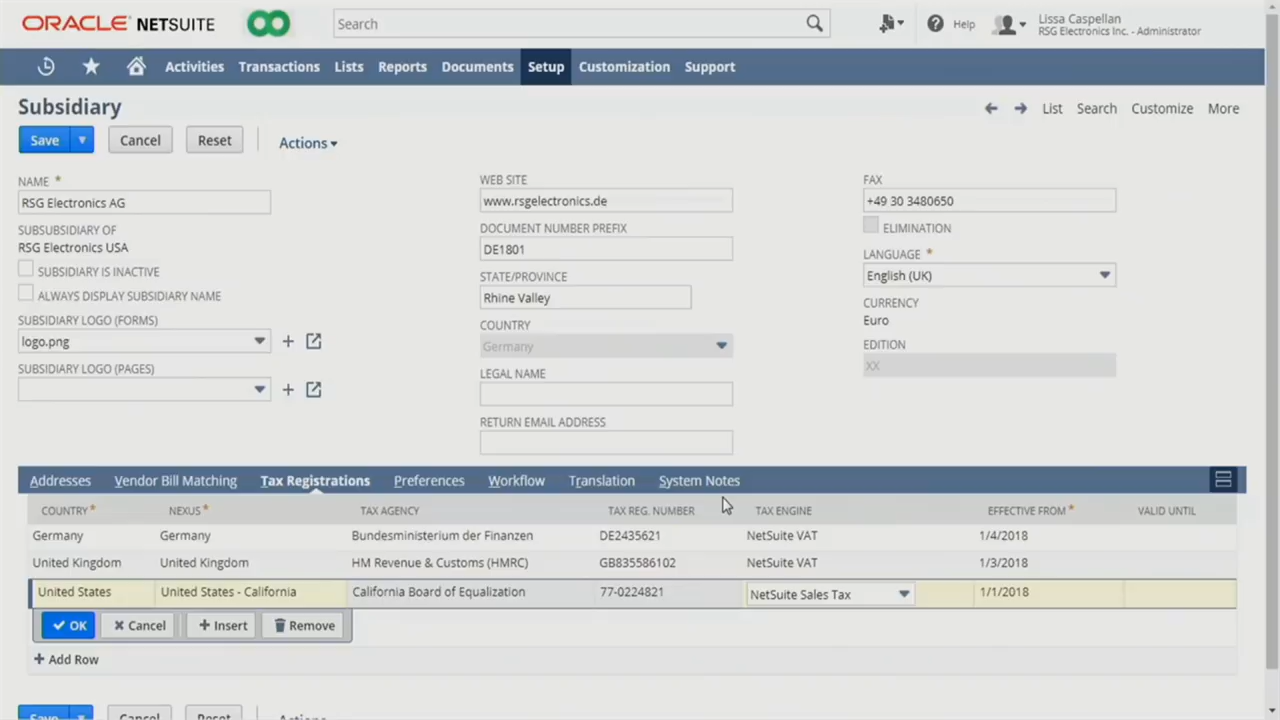 ORACLE NETSUITE
Search
Help
Lissa Caspellan
RSG Electronics Inc. - Administrator
Activities Transactions Lists Reports Documents Setup Customization Support
Subsidiary
List Search Customize More
Save Cancel Reset Actions
NAME *
RSG Electronics AG
SUBSUBSIDIARY OF
RSG Electronics USA
SUBSIDIARY IS INACTIVE
ALWAYS DISPLAY SUBSIDIARY NAME
SUBSIDIARY LOGO (FORMS)
logo.png
SUBSIDIARY LOGO (PAGES)
WEB SITE
www.rsgelectronics.de
DOCUMENT NUMBER PREFIX
DE1801
STATE/PROVINCE
Rhine Valley
COUNTRY
Germany
LEGAL NAME
RETURN EMAIL ADDRESS
FAX
+49 30 3480650
ELIMINATION
LANGUAGE *
English (UK)
CURRENCY
Euro
EDITION
XX
Addresses Vendor Bill Matching Tax Registrations Preferences Workflow Translation System Notes
COUNTRY * NEXUS * TAX AGENCY TAX REG. NUMBER TAX ENGINE EFFECTIVE FROM * VALID UNTIL
Germany Germany Bundesministerium der Finanzen DE2435621 NetSuite VAT 1/4/2018
United Kingdom United Kingdom HM Revenue & Customs (HMRC) GB835586102 NetSuite VAT 1/3/2018
United States United States - California California Board of Equalization 77-0224821 NetSuite Sales Tax 1/1/2018
OK Cancel + Insert Remove
+ Add Row
Save Cancel Reset Actions